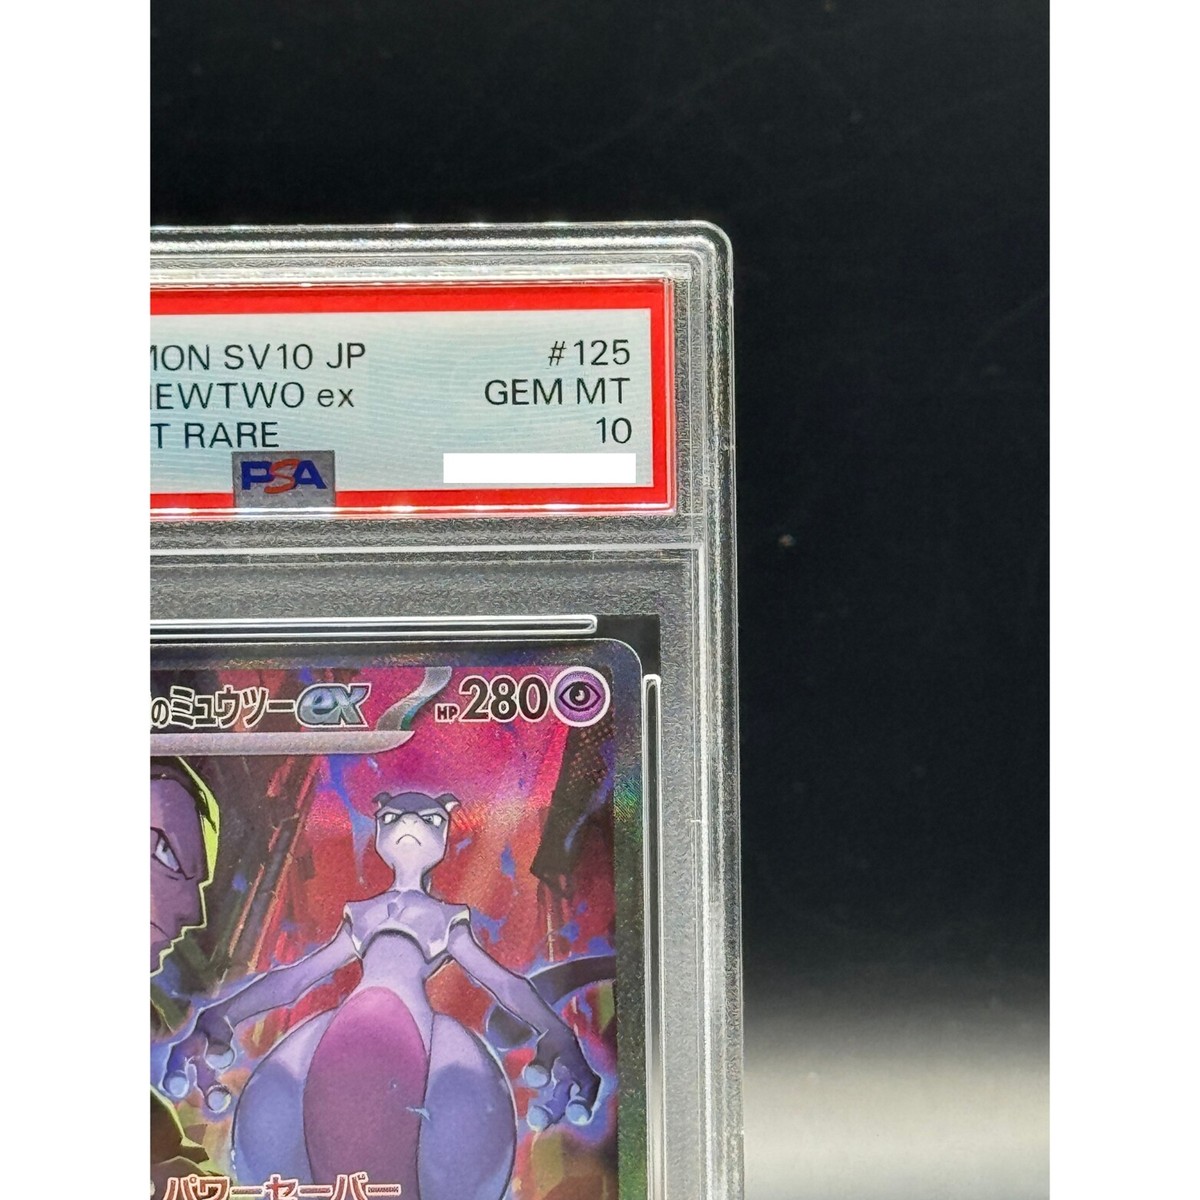 MON SV10 JP #125
MEWTWO ex GEM MT
T RARE 10
PSA
のミュウツーex HP280
パワーセーバー